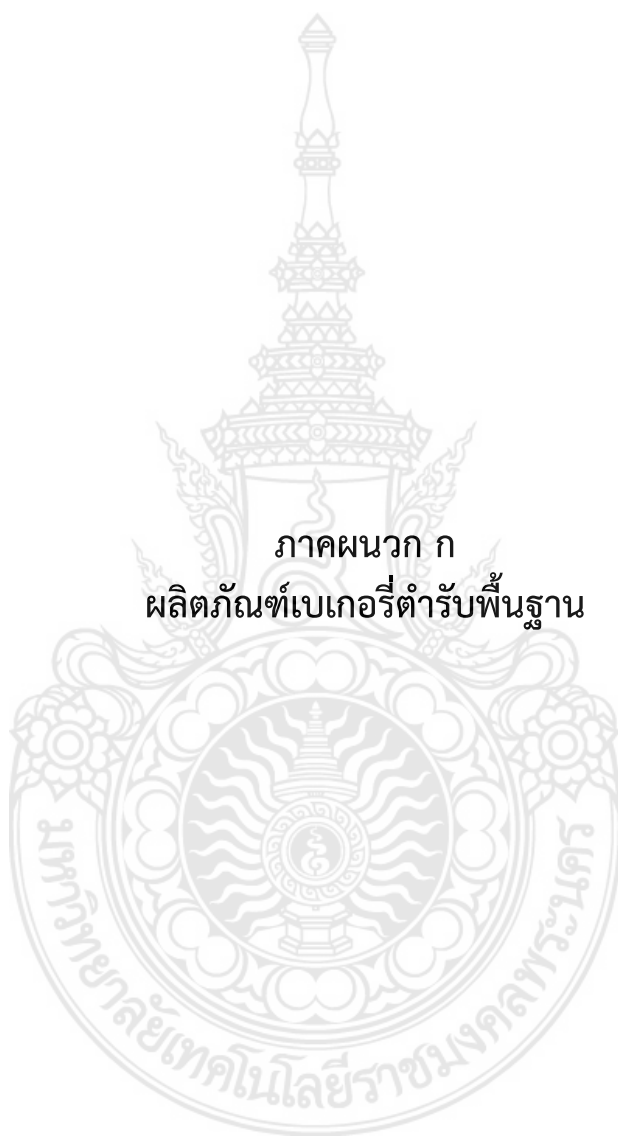 ภาคผนวก ก
ผลิตภัณฑ์เบเกอรี่ตำรับพื้นฐาน
มหาวิทยาลัยเทคโนโลยีราชมงคลพระนคร